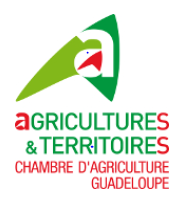 aGRICULTURES
& TERRITOIRES
CHAMBRE D'AGRICULTURE
GUADELOUPE